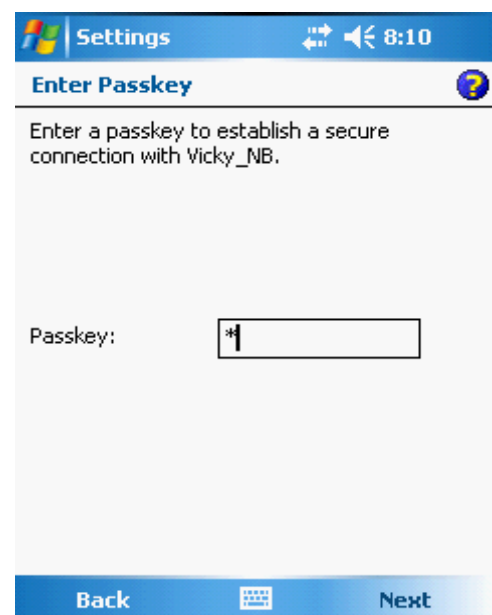 Settings 8:10
Enter Passkey
Enter a passkey to establish a secure
connection with Vicky_NB.
Passkey: *
Back Next